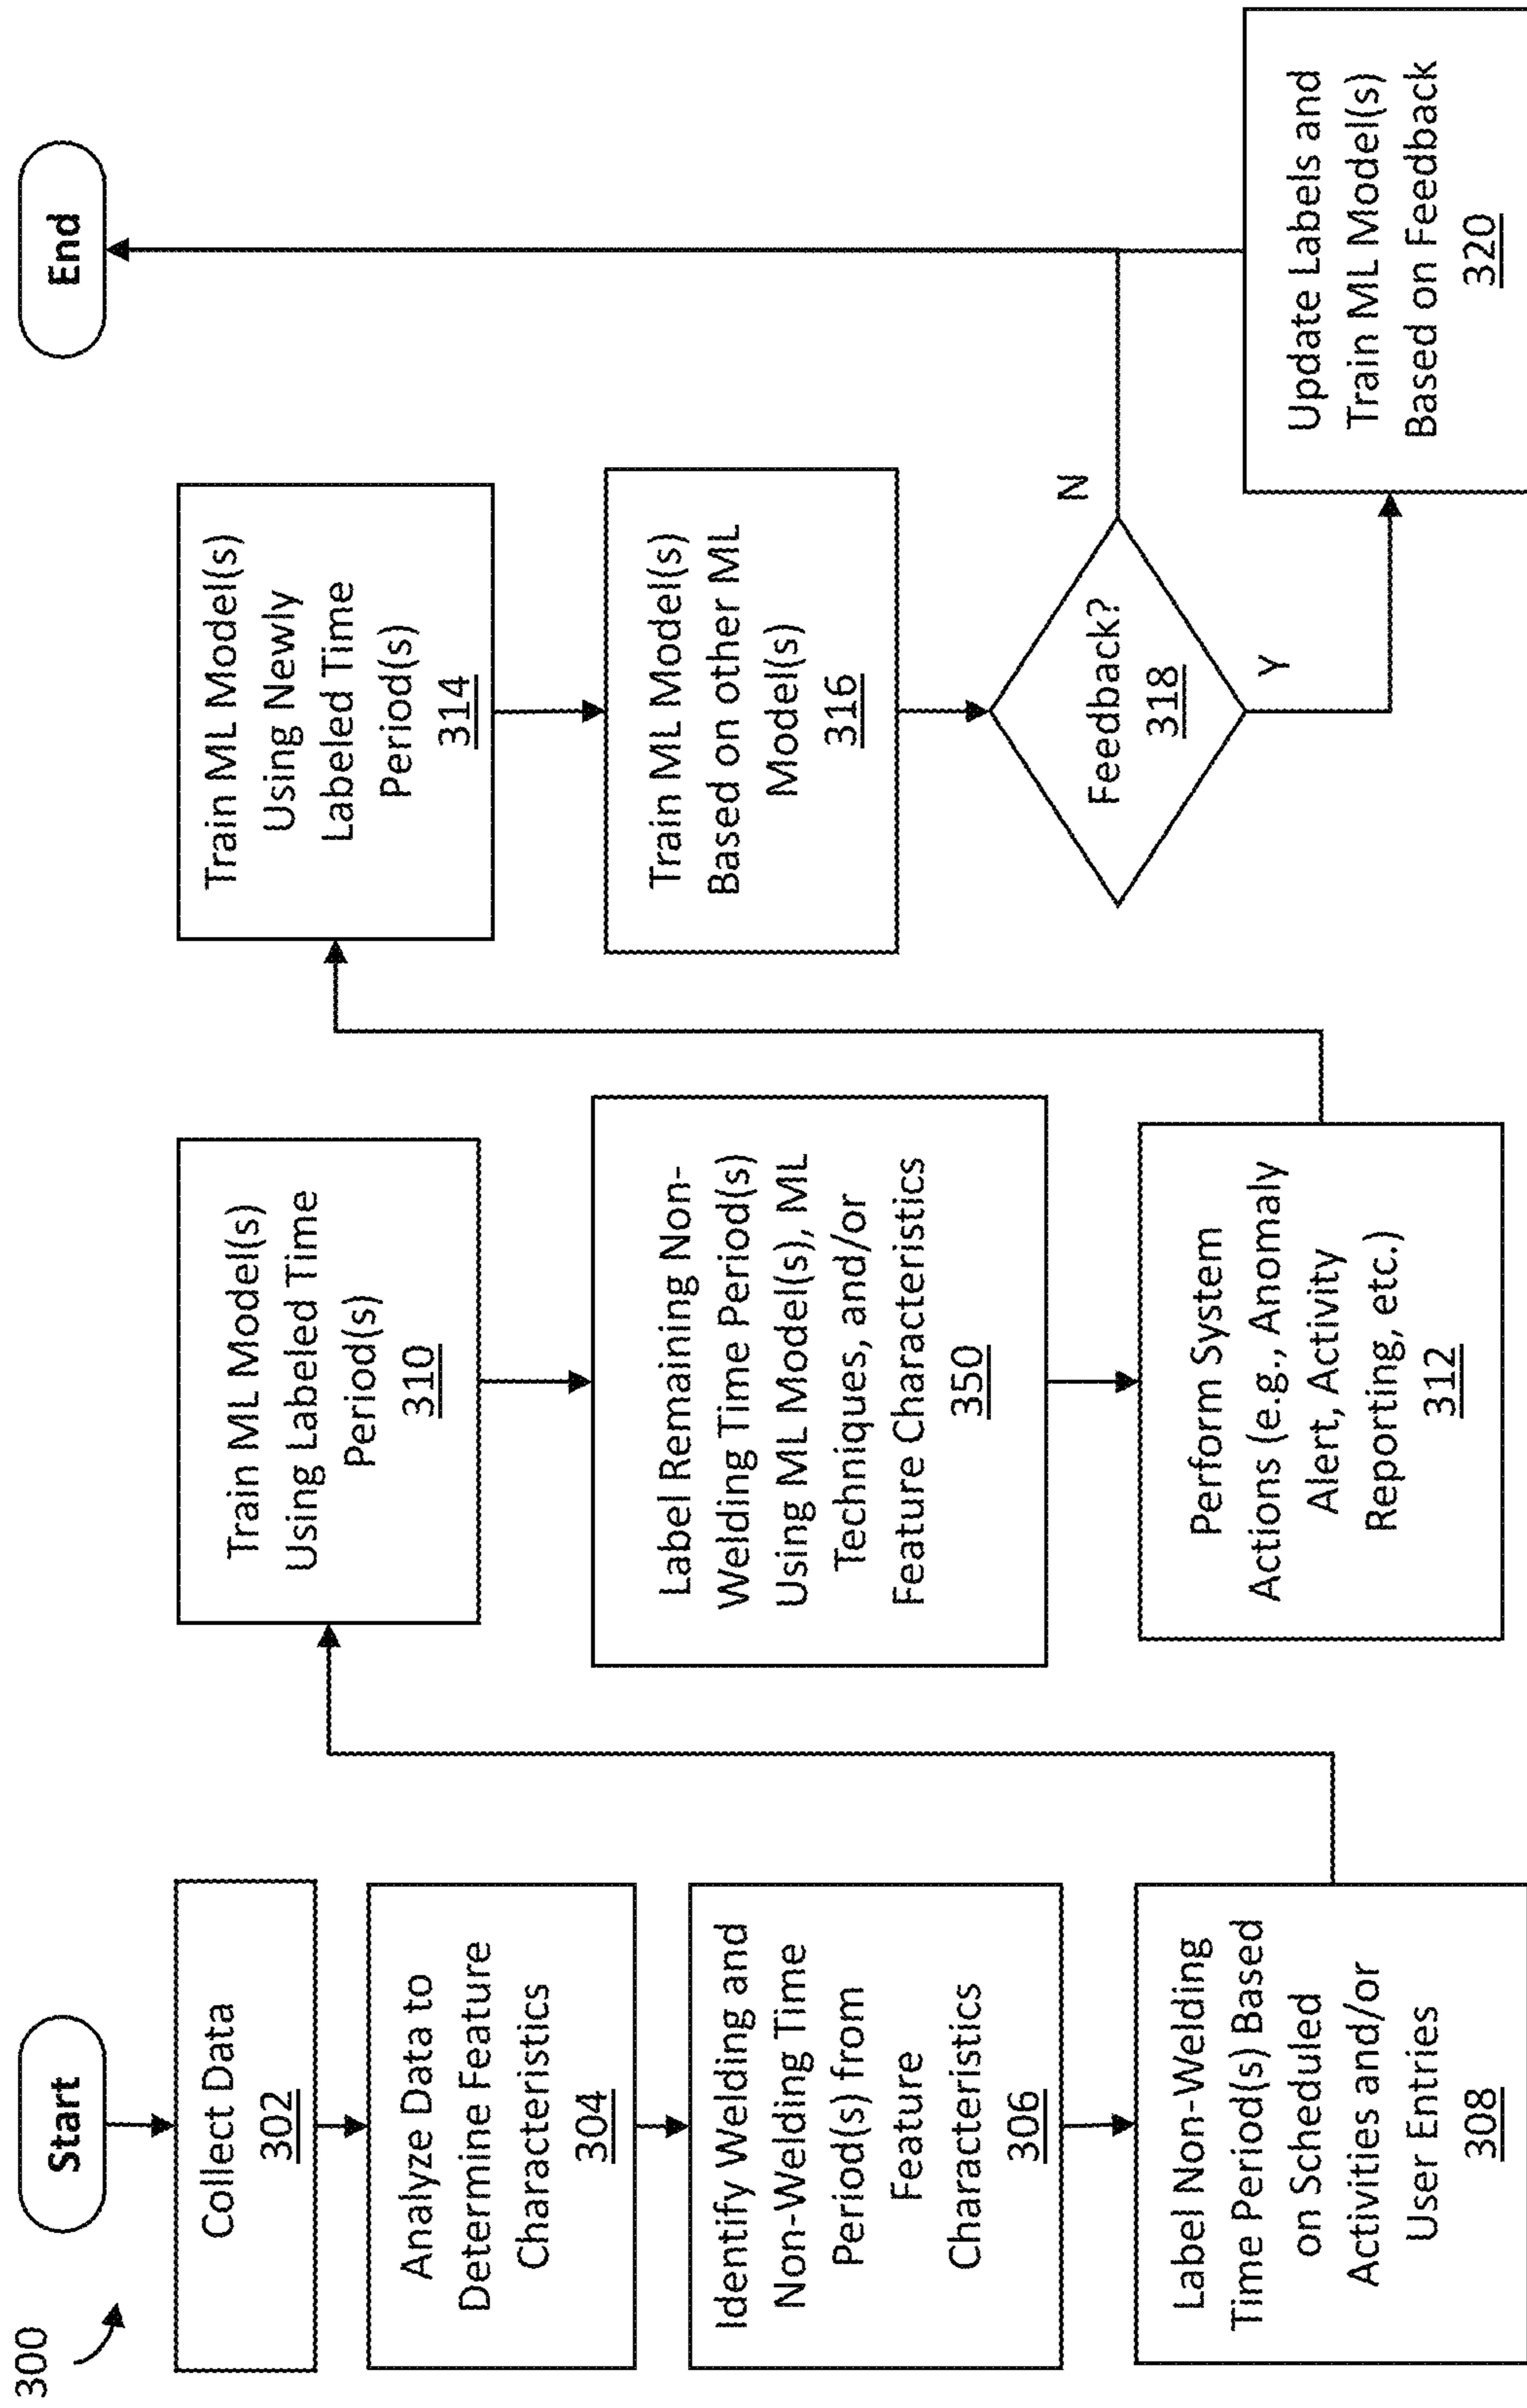 300
Start
Collect Data
302
Analyze Data to
Determine Feature
Characteristics
304
Identify Welding and
Non-Welding Time
Period(s) from
Feature
Characteristics
306
Label Non-Welding
Time Period(s) Based
on Scheduled
Activities and/or
User Entries
308
Train ML Model(s)
Using Labeled Time
Period(s)
310
Label Remaining Non-
Welding Time Period(s)
Using ML Model(s), ML
Techniques, and/or
Feature Characteristics
350
Perform System
Actions (e.g., Anomaly
Alert, Activity
Reporting, etc.)
312
Train ML Model(s)
Using Newly
Labeled Time
Period(s)
314
Train ML Model(s)
Based on other ML
Model(s)
316
Feedback?
318
N
Y
Update Labels and
Train ML Model(s)
Based on Feedback
320
End